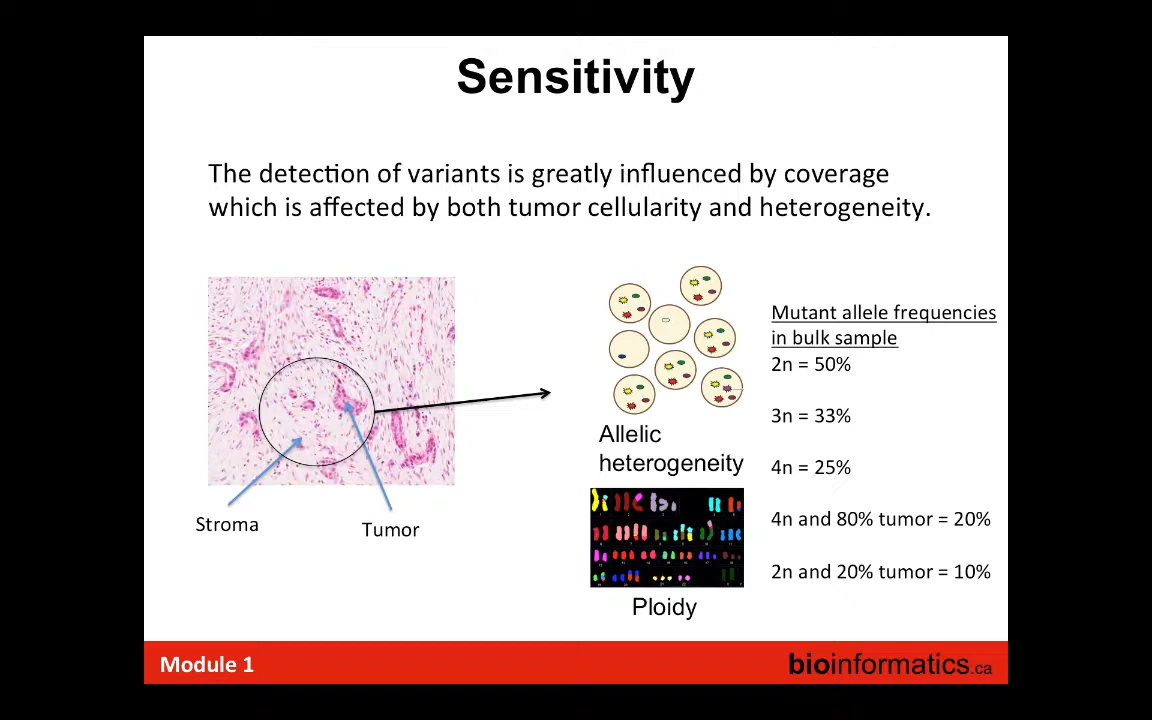 Sensitivity
The detection of variants is greatly influenced by coverage
which is affected by both tumor cellularity and heterogeneity.
Stroma
Tumor
Allelic
heterogeneity
Ploidy
Mutant allele frequencies
in bulk sample
2n = 50%
3n = 33%
4n = 25%
4n and 80% tumor = 20%
2n and 20% tumor = 10%
Module 1
bioinformatics.ca